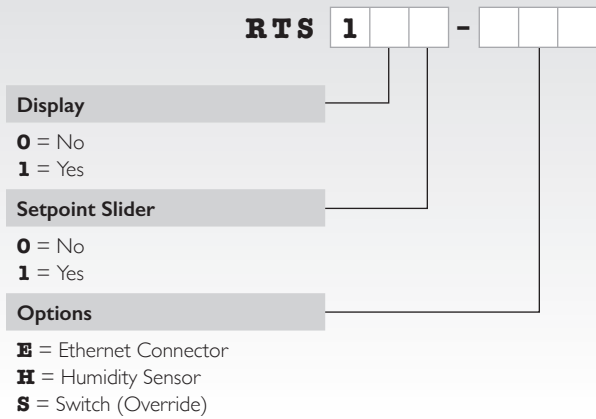 RTS 1 -
Display
0 = No
1 = Yes
Setpoint Slider
0 = No
1 = Yes
Options
E = Ethernet Connector
H = Humidity Sensor
S = Switch (Override)